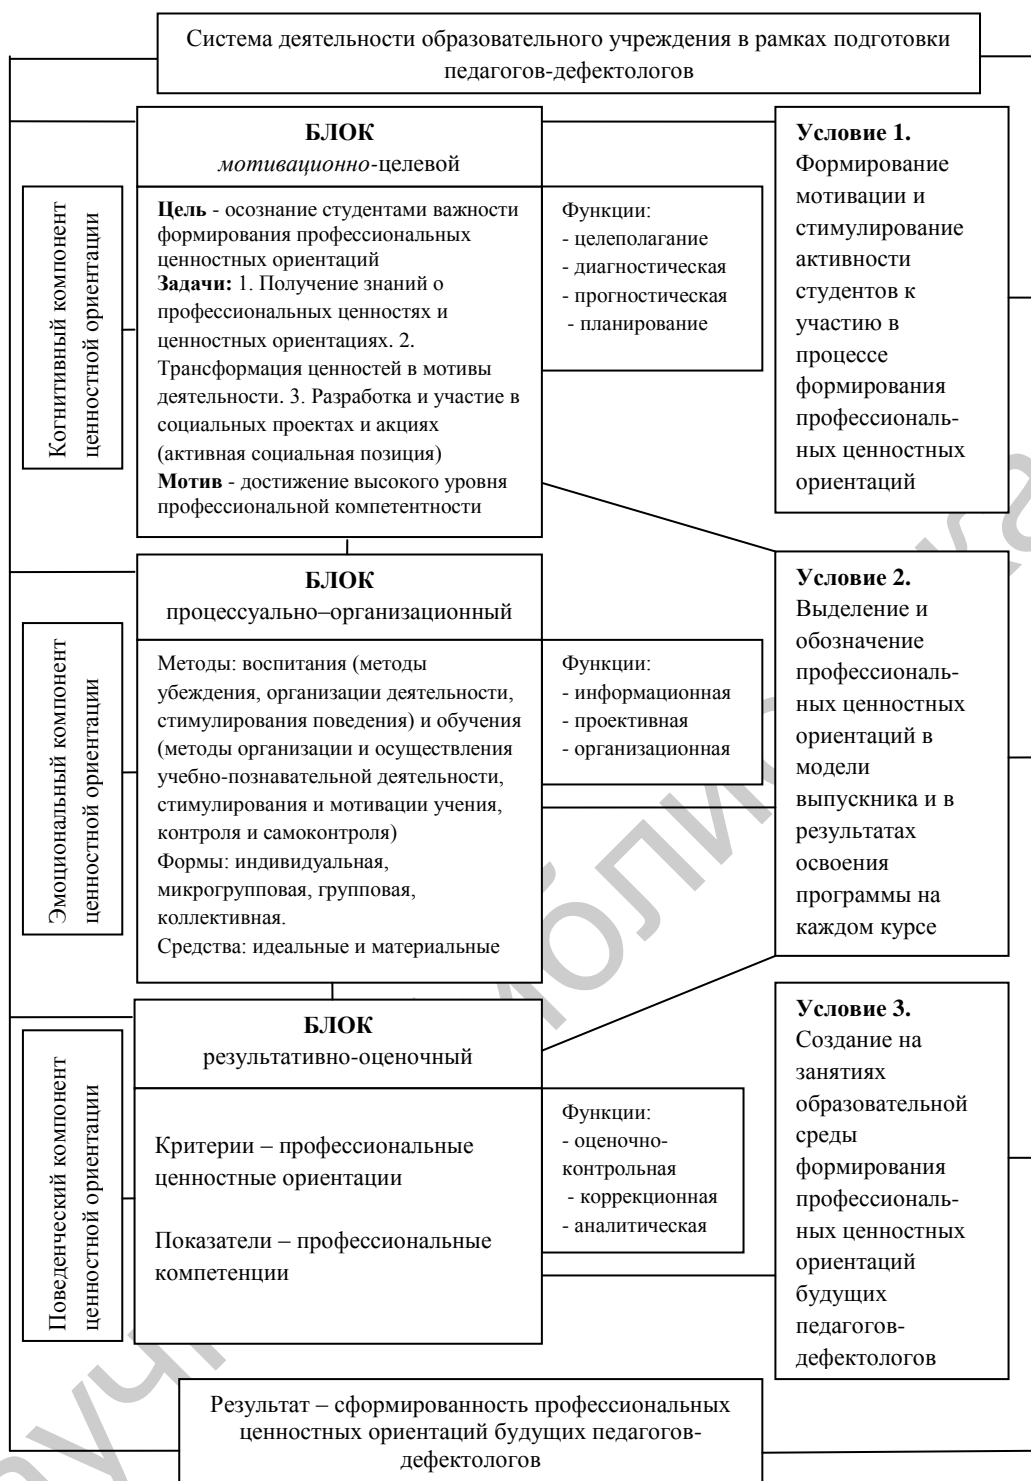 Система деятельности образовательного учреждения в рамках подготовки
педагогов-дефектологов
БЛОК
мотивационно-целевой
Когнитивный компонент
ценностной ориентации
Цель - осознание студентами важности
формирования профессиональных
ценностных ориентаций
Задачи: 1. Получение знаний о
профессиональных ценностях и
ценностных ориентациях. 2.
Трансформация ценностей в мотивы
деятельности. 3. Разработка и участие в
социальных проектах и акциях
(активная социальная позиция)
Мотив - достижение высокого уровня
профессиональной компетентности
Функции:
- целеполагание
- диагностическая
- прогностическая
- планирование
Условие 1.
Формирование
мотивации и
стимулирование
активности
студентов к
участию в
процессе
формирования
профессиональ-
ных ценностных
ориентаций
БЛОК
процессуально–организационный
Эмоциональный компонент
ценностной ориентации
Методы: воспитания (методы
убеждения, организации деятельности,
стимулирования поведения) и обучения
(методы организации и осуществления
учебно-познавательной деятельности,
стимулирования и мотивации учения,
контроля и самоконтроля)
Формы: индивидуальная,
микрогрупповая, групповая,
коллективная.
Средства: идеальные и материальные
Функции:
- информационная
- проективная
- организационная
Условие 2.
Выделение и
обозначение
профессиональ-
ных ценностных
ориентаций в
модели
выпускника и в
результатах
освоения
программы на
каждом курсе
БЛОК
результативно-оценочный
Поведенческий компонент
ценностной ориентации
Критерии – профессиональные
ценностные ориентации
Показатели – профессиональные
компетенции
Функции:
- оценочно-
контрольная
- коррекционная
- аналитическая
Условие 3.
Создание на
занятиях
образовательной
среды
формирования
профессиональ-
ных ценностных
ориентаций
будущих
педагогов-
дефектологов
Результат – сформированность профессиональных
ценностных ориентаций будущих педагогов-
дефектологов